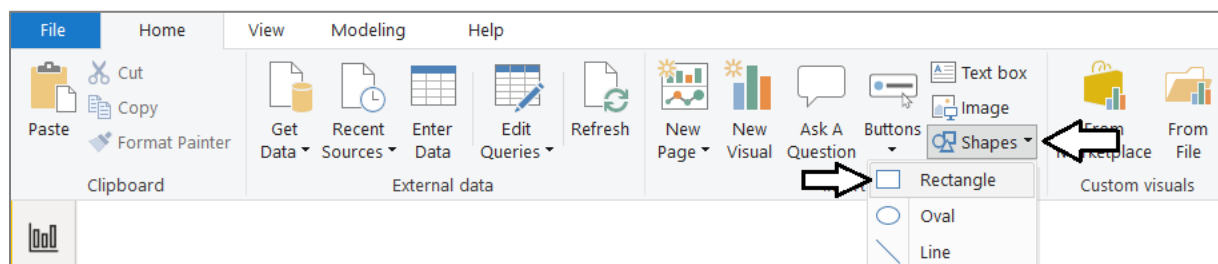 File Home View Modeling Help
Paste
Cut
Copy
Format Painter
Clipboard
Get Data
Recent Sources
Enter Data
Edit Queries
Refresh
External data
New Page
New Visual
Ask A Question
Buttons
Text box
Image
Shapes
Rectangle
Oval
Line
From
From File
Custom visuals